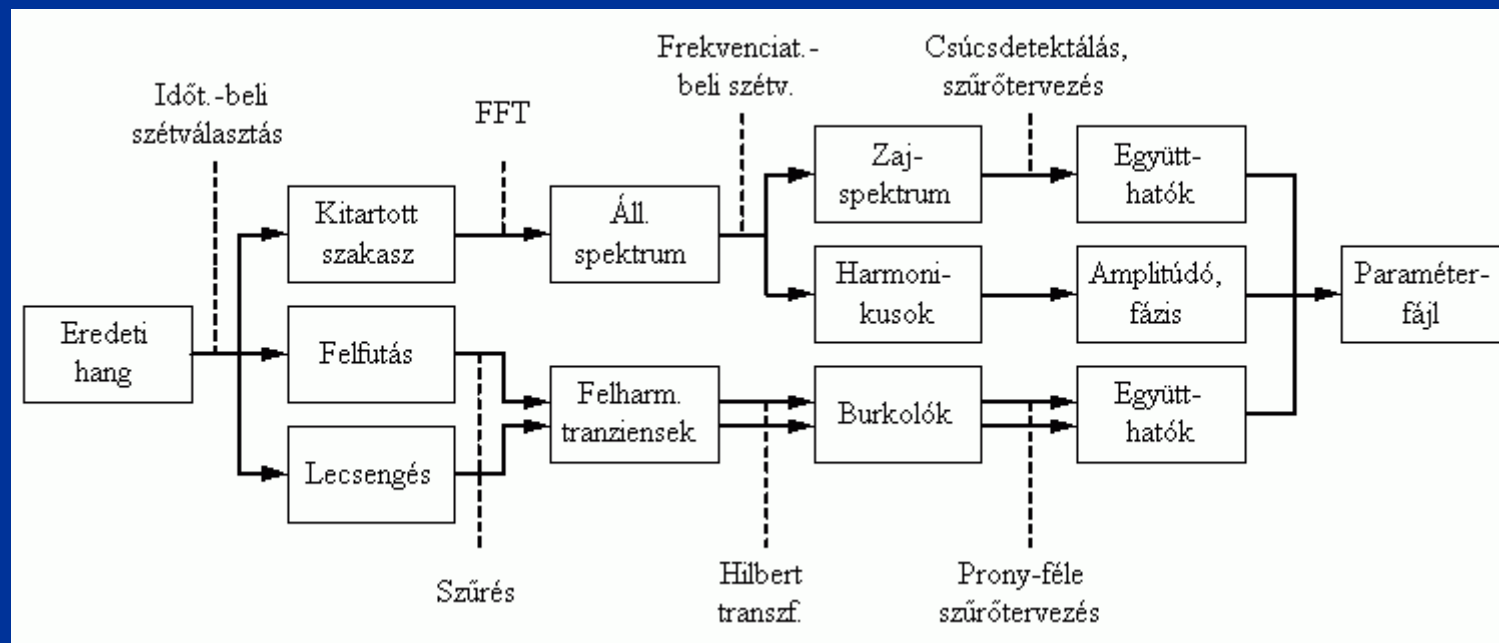 Időt.-beli
szétválasztás
FFT
Frekvenciat.-
beli szétv.
Csúcsdetektálás,
szűrőtervezés
Eredeti
hang
Kitartott
szakasz
Felfutás
Lecsengés
Áll.
spektrum
Felharm.
tranziensek
Zaj-
spektrum
Harmoni-
kusok
Burkolók
Együtt-
hatók
Amplitúdó,
fázis
Együtt-
hatók
Paraméter-
fájl
Szűrés
Hilbert
transzf.
Prony-féle
szűrőtervezés